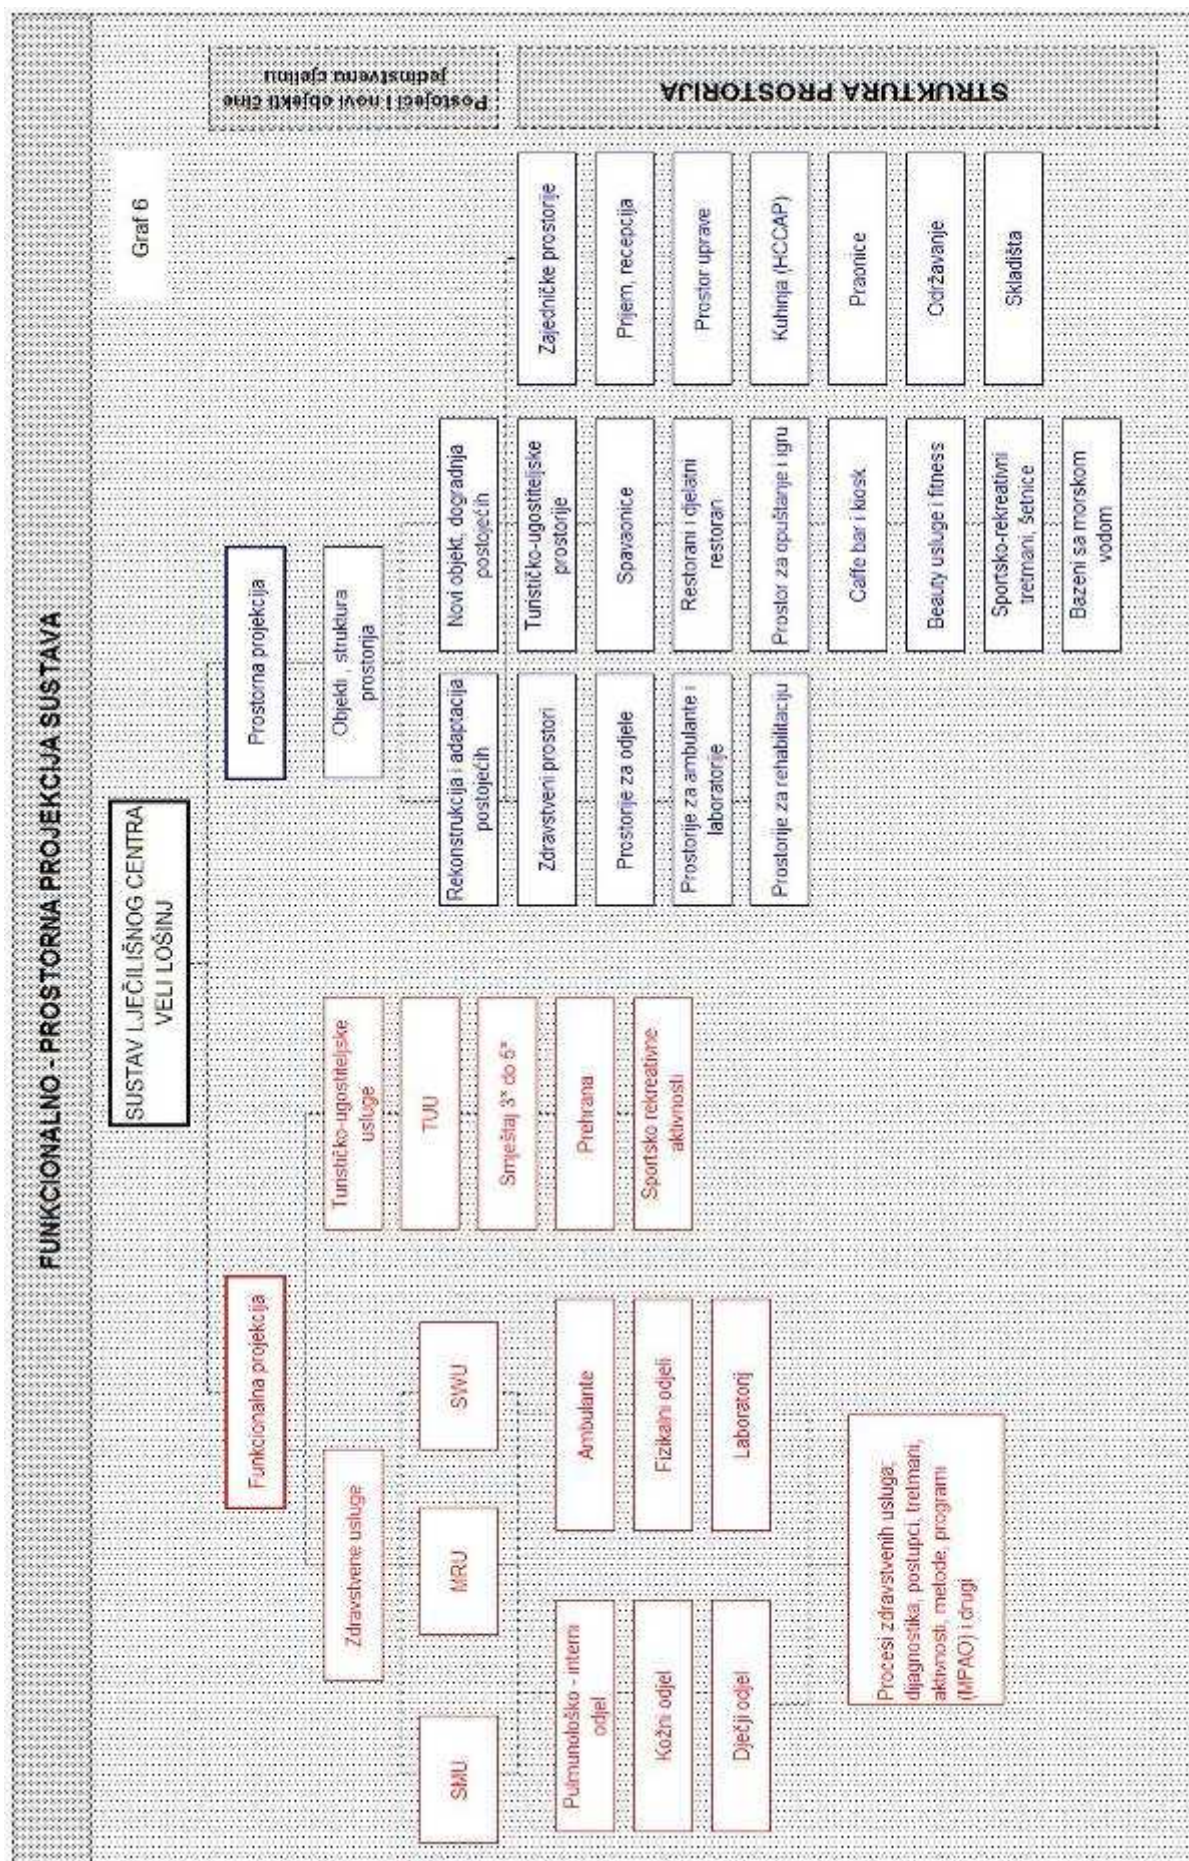 FUNKCIONALNO - PROSTORNA PROJEKCIJA SUSTAVA
Graf 6
SUSTAV LJEČILIŠNOG CENTRA
VELI LOŠINJ
Funkcionalna projekcija
Prostorna projekcija
Postojeći i novi objekti čine
jedinstvenu cjelinu
Zdravstvene usluge
Turističko-ugostiteljske
usluge
Objekti , struktura
prostorija
SMU
MRU
SWU
TUU
Smještaj 3* do 5*
Prehrana
Sportsko rekreativne
aktivnosti
Pulmunološko - interni
odjel
Kožni odjel
Dječji odjel
Ambulante
Fizikalni odjeli
Laboratorij
Procesi zdravstvenih usluga:
dijagnostika, postupci, tretmani,
aktivnosti, metode, programi
(MPAO) i drugi
Rekonstrukcija i adaptacija
postojećih
Zdravstveni prostori
Prostorije za odjele
Prostorije za ambulante i
laboratorije
Prostorije za rehabilitaciju
Novi objekt, dogradnja
postojećih
Turističko-ugostiteljske
prostorije
Spavaonice
Restorani i djelatni
restoran
Prostor za opuštanje i igru
Caffe bar i kiosk
Beauty usluge i fitness
Sportsko-rekreativni
tretmani, šetnice
Bazeni sa morskom
vodom
Zajedničke prostorije
Prijem, recepcija
Prostor uprave
Kuhinja (HCCAP)
Praonice
Održavanje
Skladišta
STRUKTURA PROSTORIJA